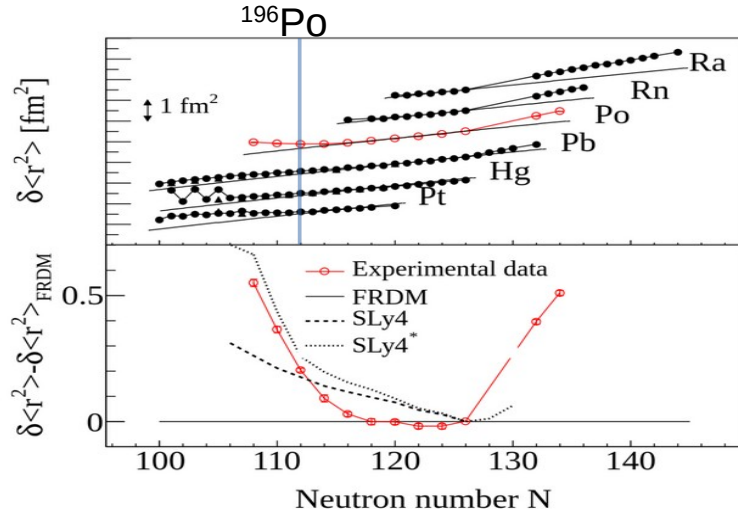 ¹⁹⁶Po
δ<r²> [fm²]
1 fm²
Ra
Rn
Po
Pb
Hg
Pt
δ<r²>-δ<r²>FRDM
0.5
0
Experimental data
FRDM
SLy4
SLy4*
100 110 120 130 140
Neutron number N